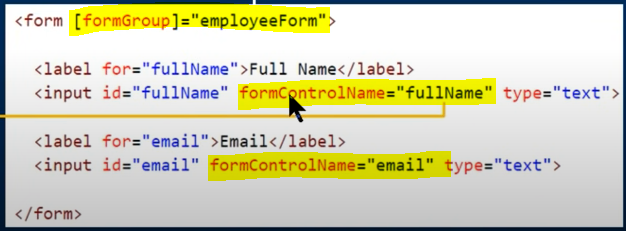 <form [formGroup]="employeeForm">
<label for="fullName">Full Name</label>
<input id="fullName" formControlName="fullName" type="text">
<label for="email">Email</label>
<input id="email" formControlName="email" type="text">
</form>